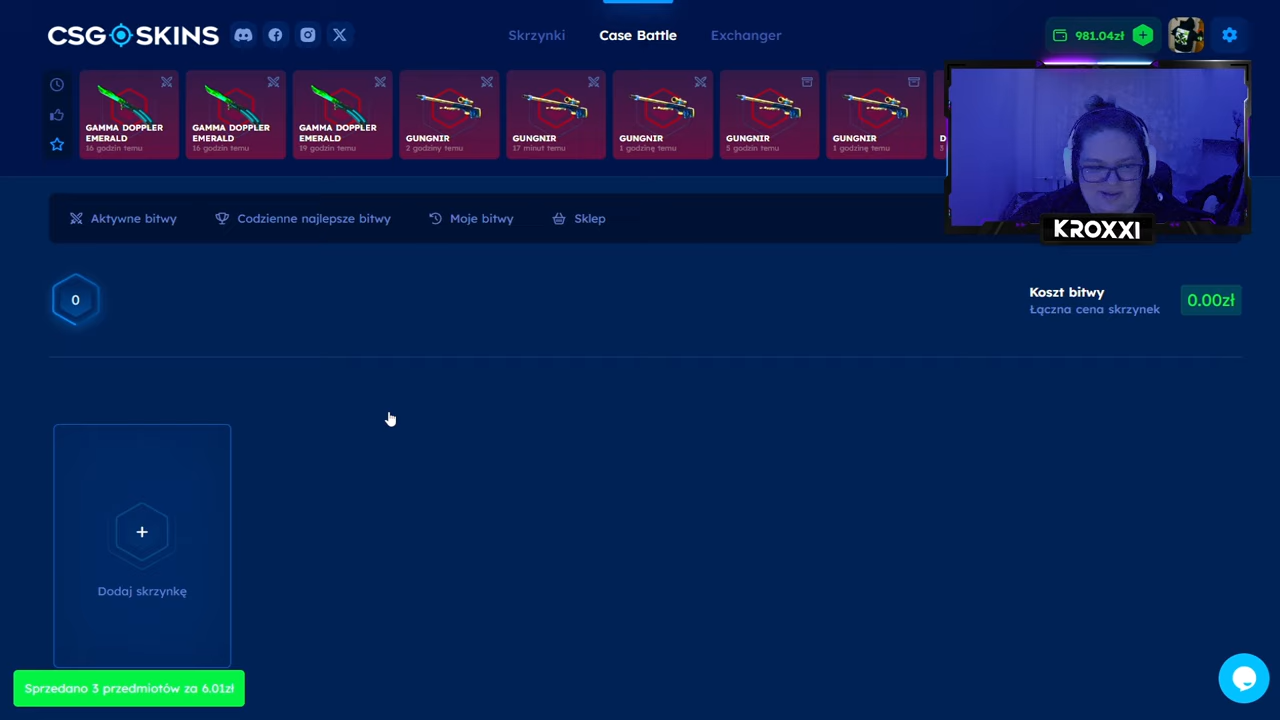 CSG SKINS
Skrzynki
Case Battle
Exchanger
981.04zł
GAMMA DOPPLER
EMERALD
16 godzin temu
GAMMA DOPPLER
EMERALD
16 godzin temu
GAMMA DOPPLER
EMERALD
19 godzin temu
GUNGNIR
2 godziny temu
GUNGNIR
17 minut temu
GUNGNIR
1 godzinę temu
GUNGNIR
5 godzin temu
GUNGNIR
1 godzinę temu
KROXXI
Aktywne bitwy
Codzienne najlepsze bitwy
Moje bitwy
Sklep
0
Koszt bitwy
Łączna cena skrzynek
0.00zł
Dodaj skrzynkę
Sprzedano 3 przedmiotów za 6.01zł